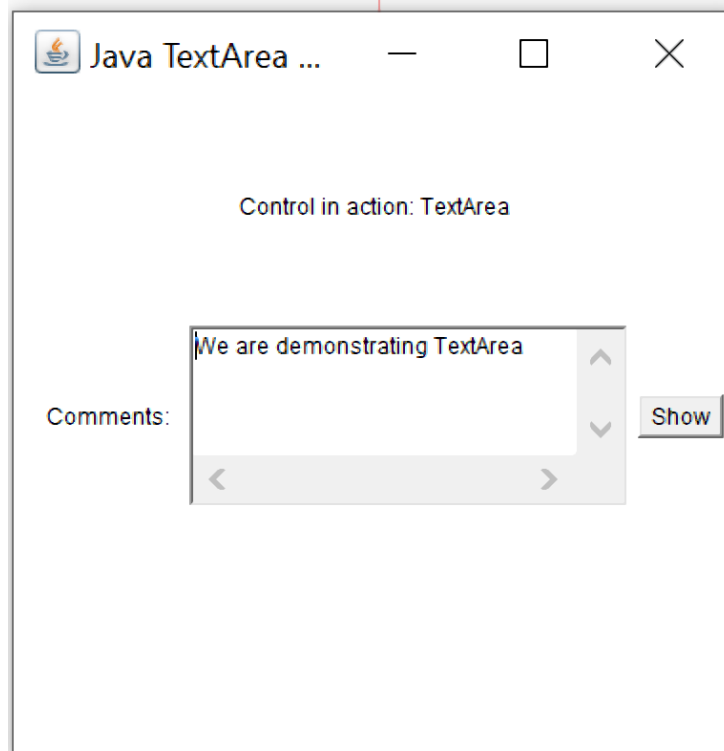 Java TextArea ...
Control in action: TextArea
We are demonstrating TextArea
Comments:
Show